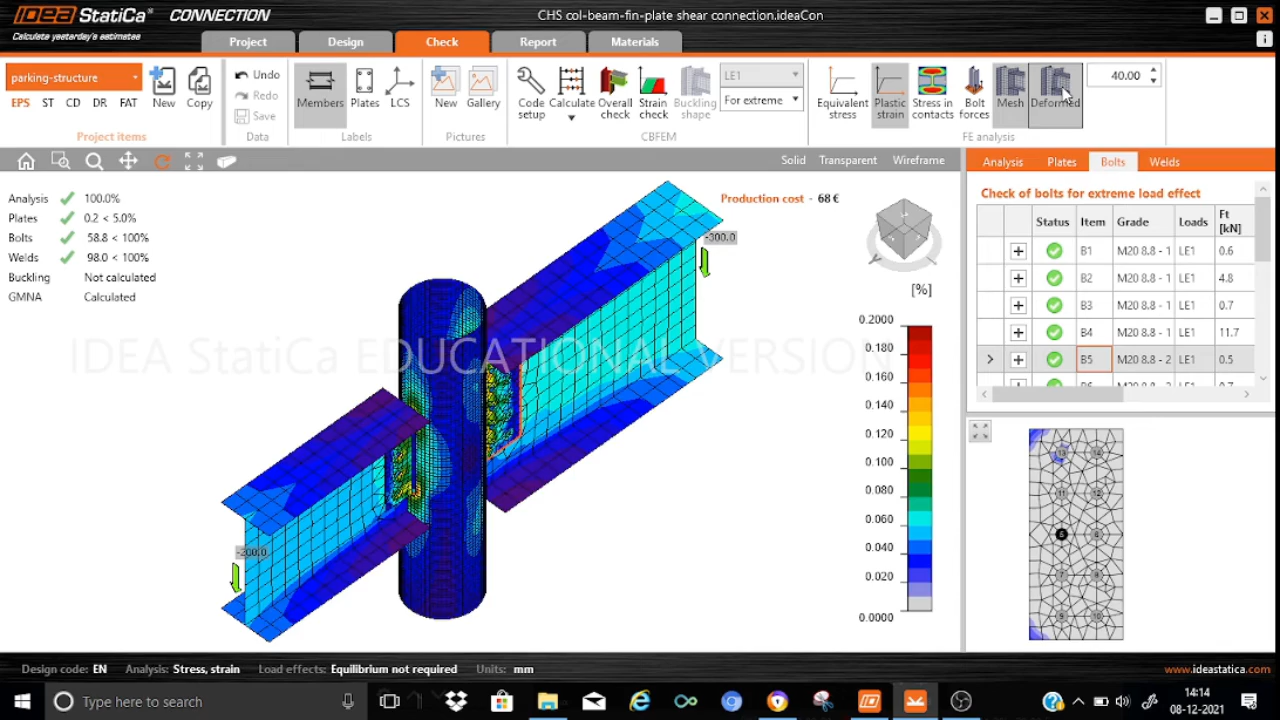 IDEA StatiCa® CONNECTION
CHS col-beam-fin-plate shear connection.ideaCon
Calculate yesterday's estimates
Project Design Check Report Materials
parking-structure
EPS ST CD DR FAT
New Copy
Project items
Undo
Redo
Save
Data
Members Plates LCS
Labels
New Gallery
Pictures
Code setup
Calculate
Overall check
Strain check
Buckling shape
LE1
For extreme
CBFEM
Equivalent stress
Plastic strain
Stress in contacts
Bolt forces
Mesh
Deformed
40.00
FE analysis
Solid Transparent Wireframe
Analysis 100.0%
Plates 0.2 < 5.0%
Bolts 58.8 < 100%
Welds 98.0 < 100%
Buckling Not calculated
GMNA Calculated
Production cost - 68 €
-300.0
-200.0
[%]
0.2000
0.180
0.160
0.140
0.120
0.100
0.080
0.060
0.040
0.020
0.0000
IDEA StatiCa EDUCATIONAL VERSION
Analysis Plates Bolts Welds
Check of bolts for extreme load effect
Status Item Grade Loads Ft [kN]
B1 M20 8.8 - 1 LE1 0.6
B2 M20 8.8 - 1 LE1 4.8
B3 M20 8.8 - 1 LE1 0.7
B4 M20 8.8 - 1 LE1 11.7
B5 M20 8.8 - 2 LE1 0.5
13 14
11 12
5 6
7 8
9 10
Design code: EN Analysis: Stress, strain Load effects: Equilibrium not required Units: mm
www.ideastatica.com
Type here to search
14:14
08-12-2021